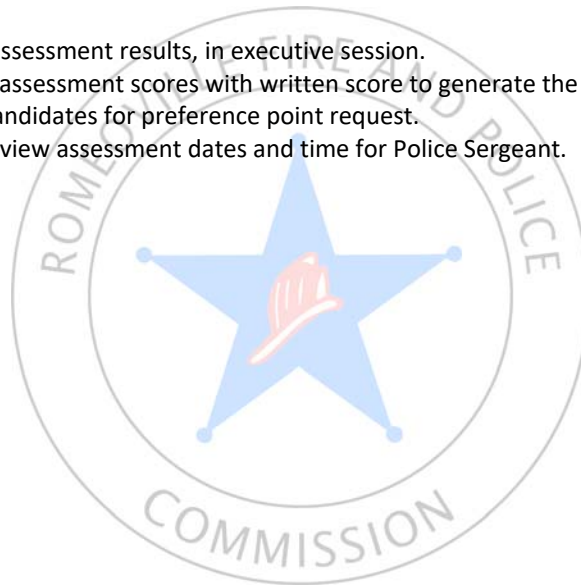 ssessment results, in executive session.
assessment scores with written score to generate the
andidates for preference point request.
view assessment dates and time for Police Sergeant.
ROMEOVILLE FIRE AND POLICE
COMMISSION